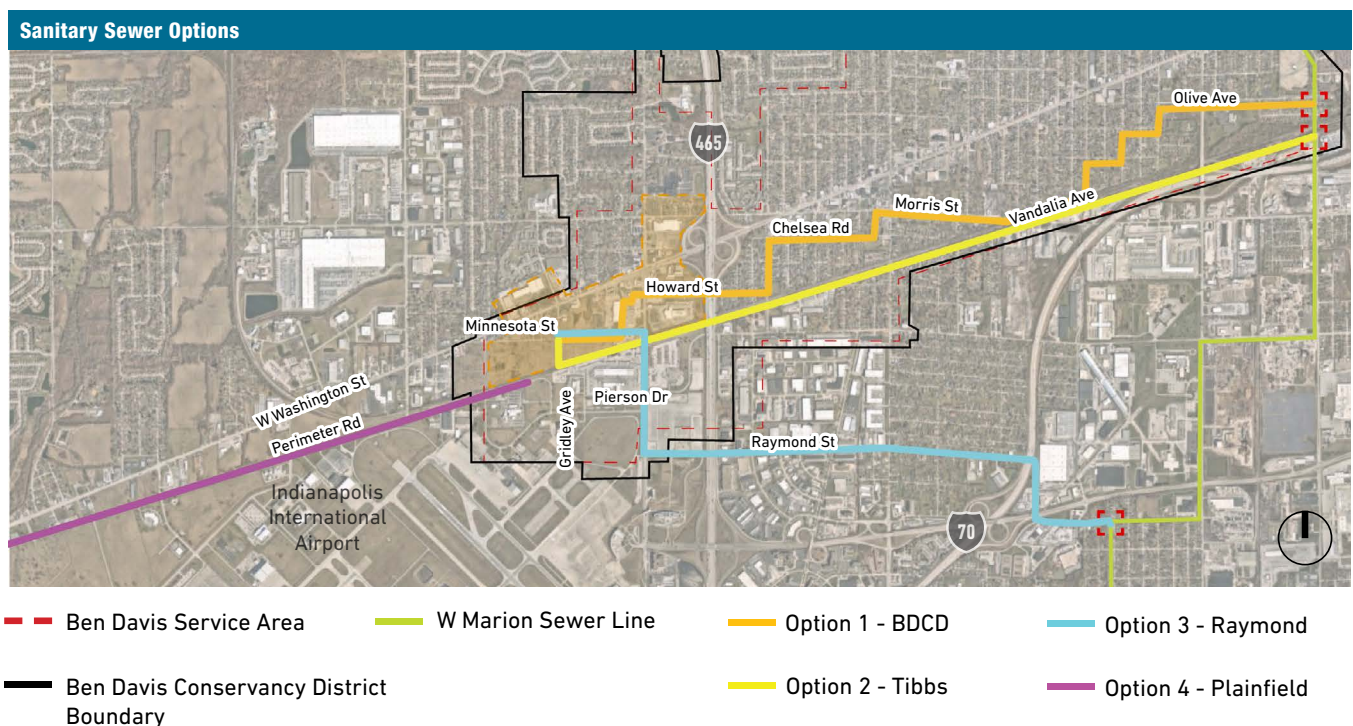 Sanitary Sewer Options
Olive Ave
465
Vandalia Ave
Morris St
Chelsea Rd
Howard St
Minnesota St
Pierson Dr
Gridley Ave
W Washington St
Perimeter Rd
Raymond St
Indianapolis
International
Airport
70
Ben Davis Service Area
W Marion Sewer Line
Option 1 - BDCD
Option 3 - Raymond
Ben Davis Conservancy District
Boundary
Option 2 - Tibbs
Option 4 - Plainfield